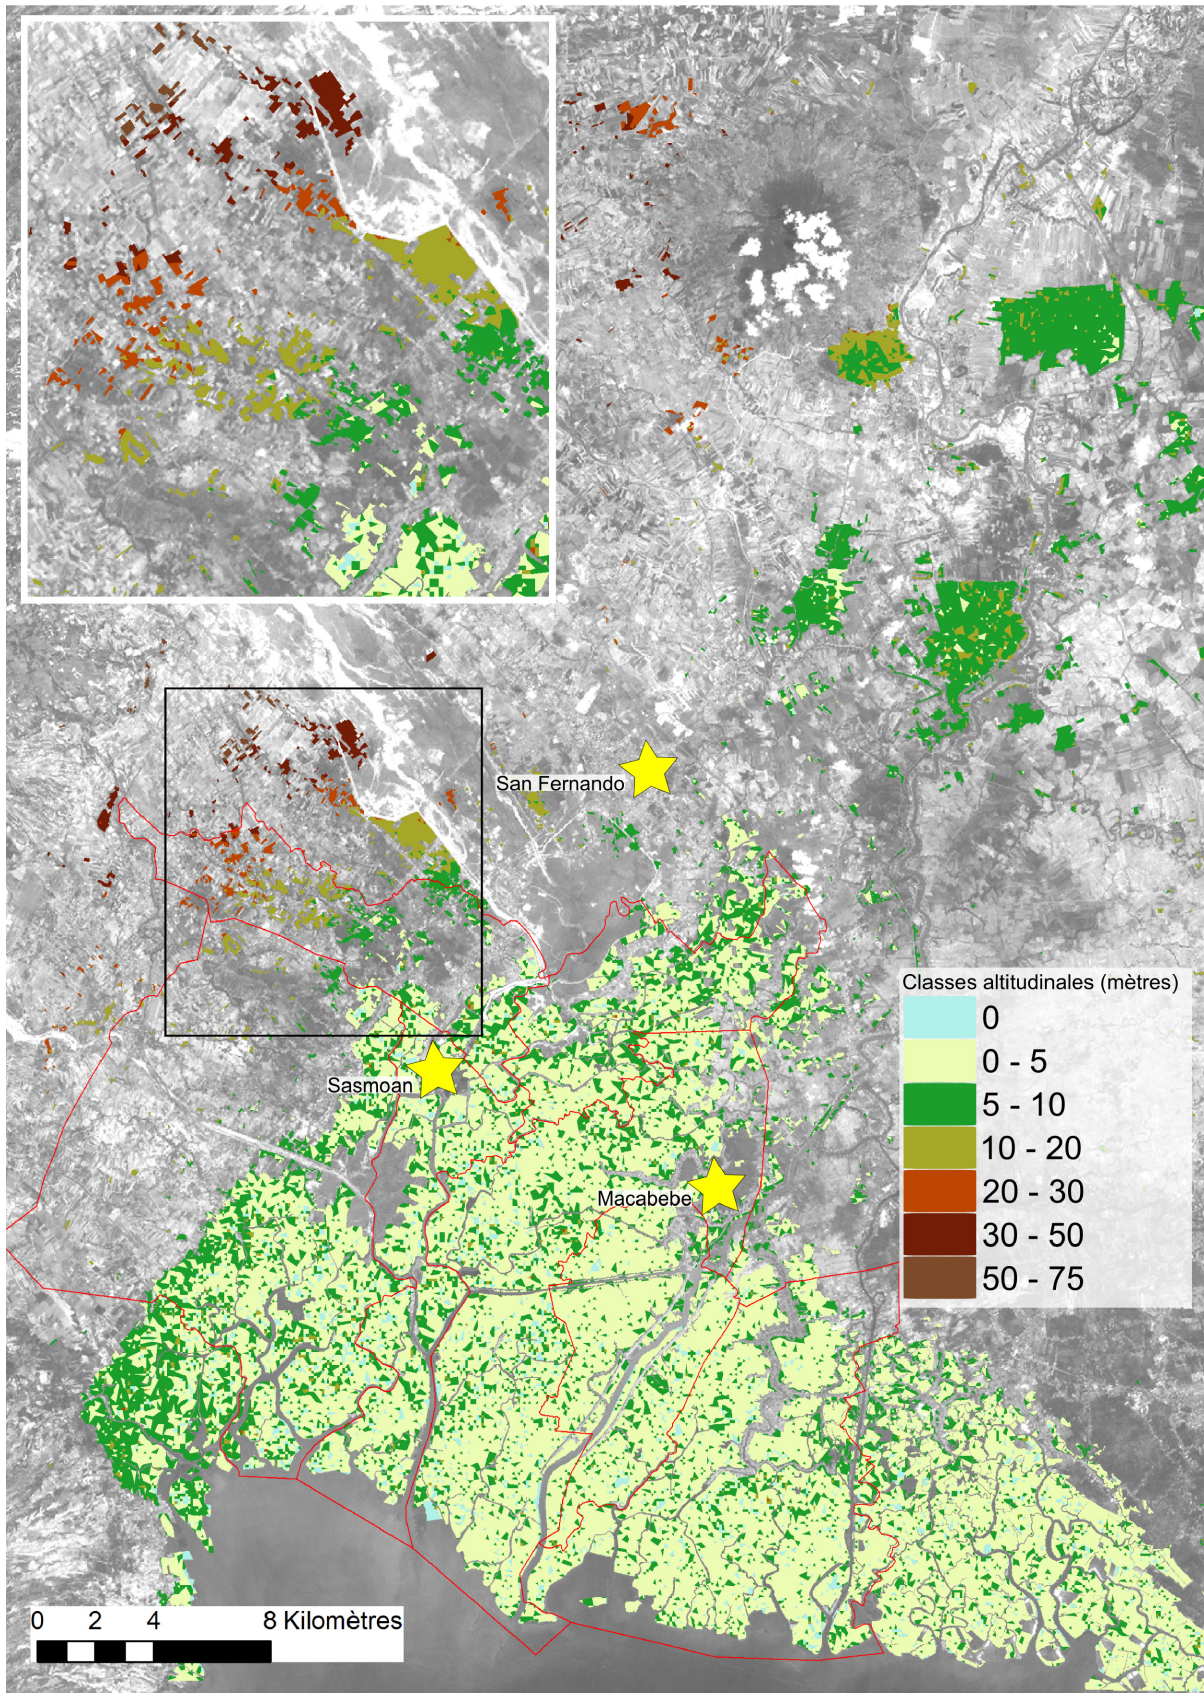 San Fernando
Classes altitudinales (mètres)
0
0 - 5
5 - 10
10 - 20
20 - 30
30 - 50
50 - 75
Sasmoan
Macabebe
0 2 4 8 Kilomètres